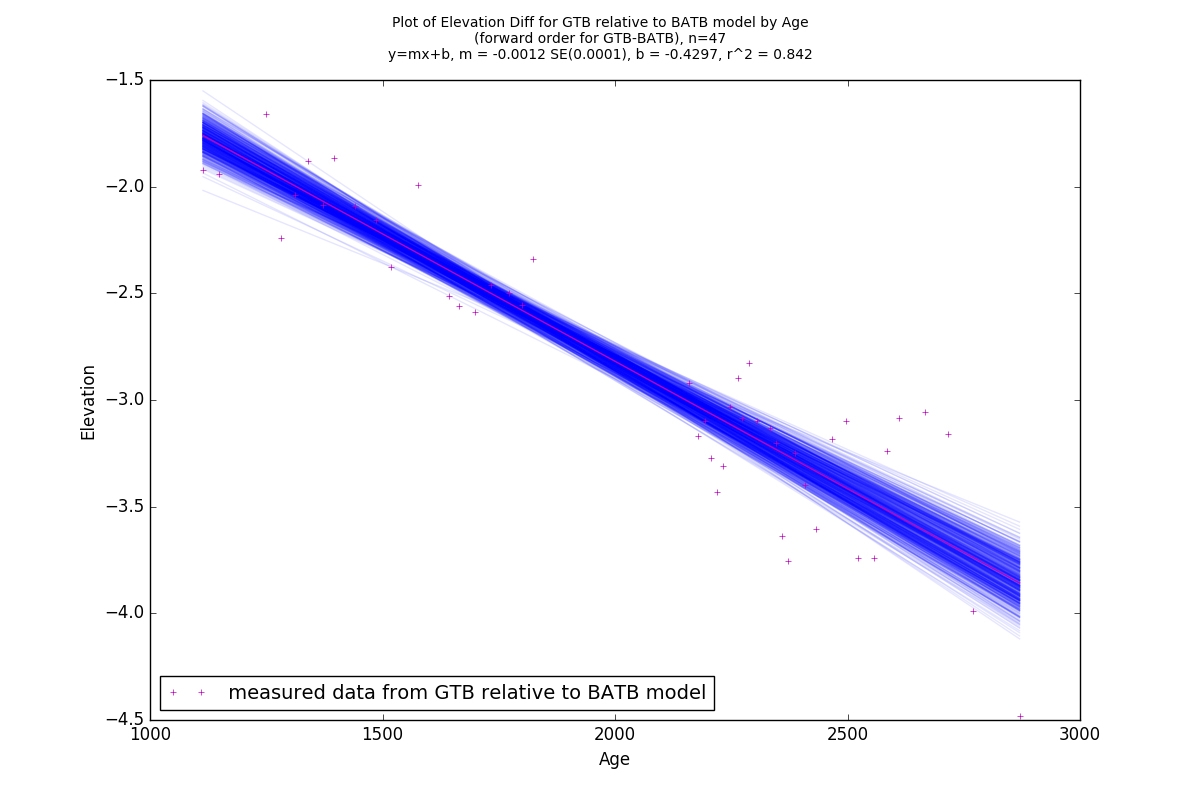 Plot of Elevation Diff for GTB relative to BATB model by Age
(forward order for GTB-BATB), n=47
y=mx+b, m = -0.0012 SE(0.0001), b = -0.4297, r^2 = 0.842
−1.5
−2.0
−2.5
−3.0
−3.5
−4.0
−4.5
Elevation
measured data from GTB relative to BATB model
1000 1500 2000 2500 3000
Age